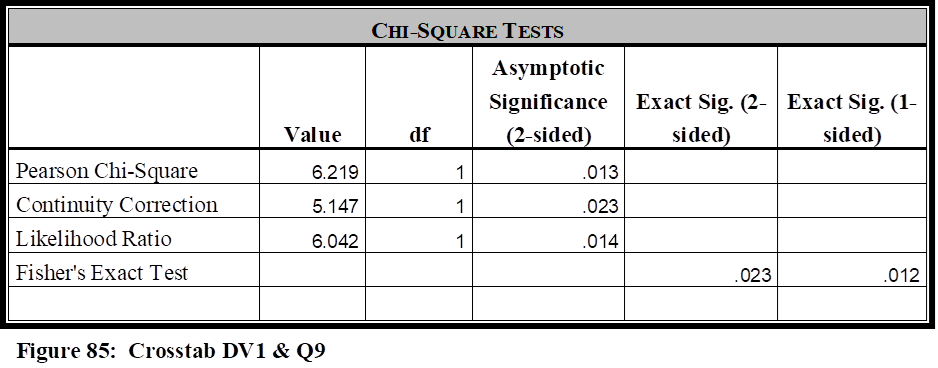 CHI-SQUARE TESTS
Value df Asymptotic Significance (2-sided) Exact Sig. (2-sided) Exact Sig. (1-sided)
Pearson Chi-Square 6.219 1 .013
Continuity Correction 5.147 1 .023
Likelihood Ratio 6.042 1 .014
Fisher's Exact Test .023 .012
Figure 85: Crosstab DV1 & Q9